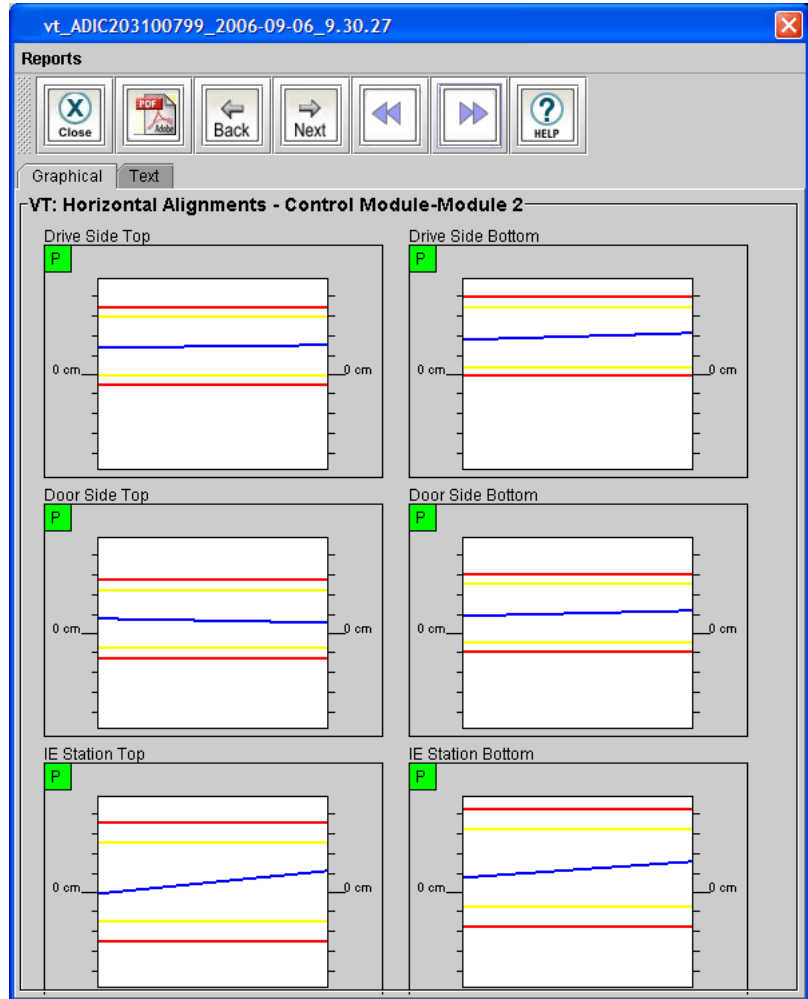 vt_ADIC203100799_2006-09-06_9.30.27
Reports
X
Close
PDF
Adobe
Back
Next
?
HELP
Graphical Text
VT: Horizontal Alignments - Control Module-Module 2
Drive Side Top Drive Side Bottom
P P
0 cm 0 cm 0 cm 0 cm
Door Side Top Door Side Bottom
P P
0 cm 0 cm 0 cm 0 cm
IE Station Top IE Station Bottom
P P
0 cm 0 cm 0 cm 0 cm